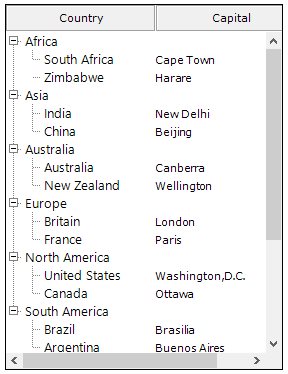 Country Capital
Africa
South Africa Cape Town
Zimbabwe Harare
Asia
India New Delhi
China Beijing
Australia
Australia Canberra
New Zealand Wellington
Europe
Britain London
France Paris
North America
United States Washington,D.C.
Canada Ottawa
South America
Brazil Brasilia
Argentina Buenos Aires